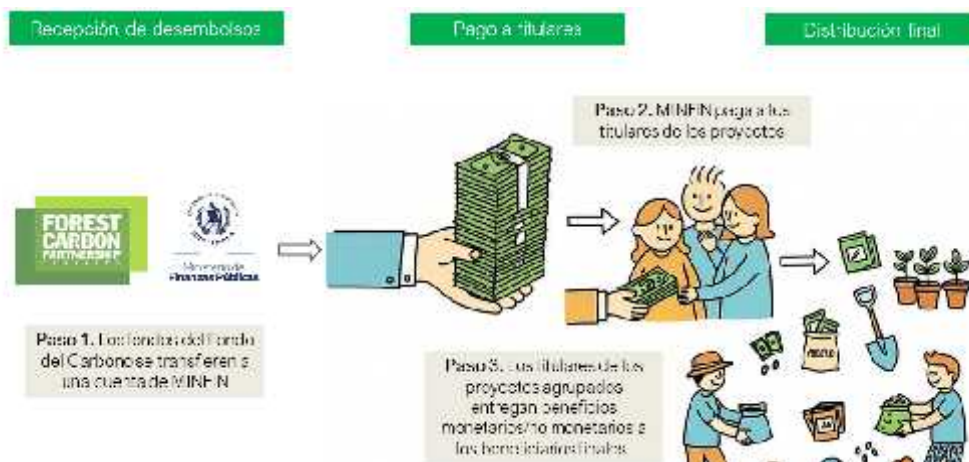 Recepción de desembolsos
Pago a titulares
Distribución final
Paso 2. MINFIN paga a los
titulares de los proyectos
FOREST
CARBON
PARTNERSHIP
Ministerio de
Finanzas Públicas
Paso 1. Los fondos del Fondo
del Carbono se transfieren a
una cuenta de MINFIN
Paso 3. Los titulares de los
proyectos agrupados
entregan beneficios
monetarios/no monetarios a
los beneficiarios finales